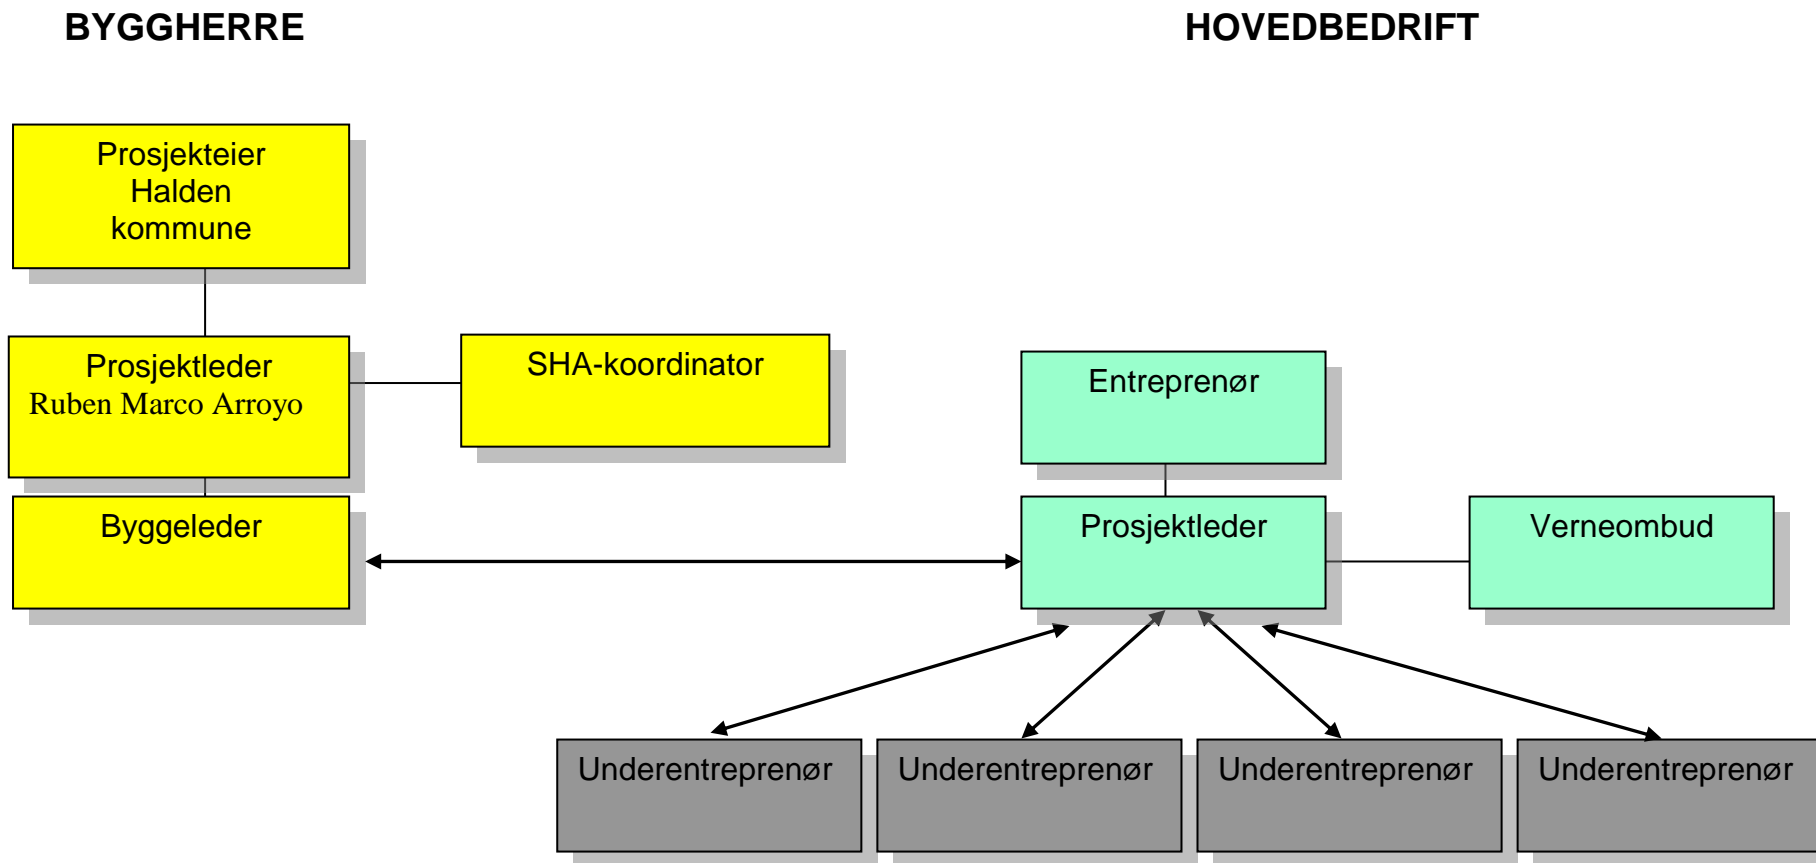 BYGGHERRE
HOVEDBEDRIFT
Prosjekteier
Halden
kommune
Prosjektleder
Ruben Marco Arroyo
SHA-koordinator
Entreprenør
Byggeleder
Prosjektleder
Verneombud
Underentreprenør
Underentreprenør
Underentreprenør
Underentreprenør